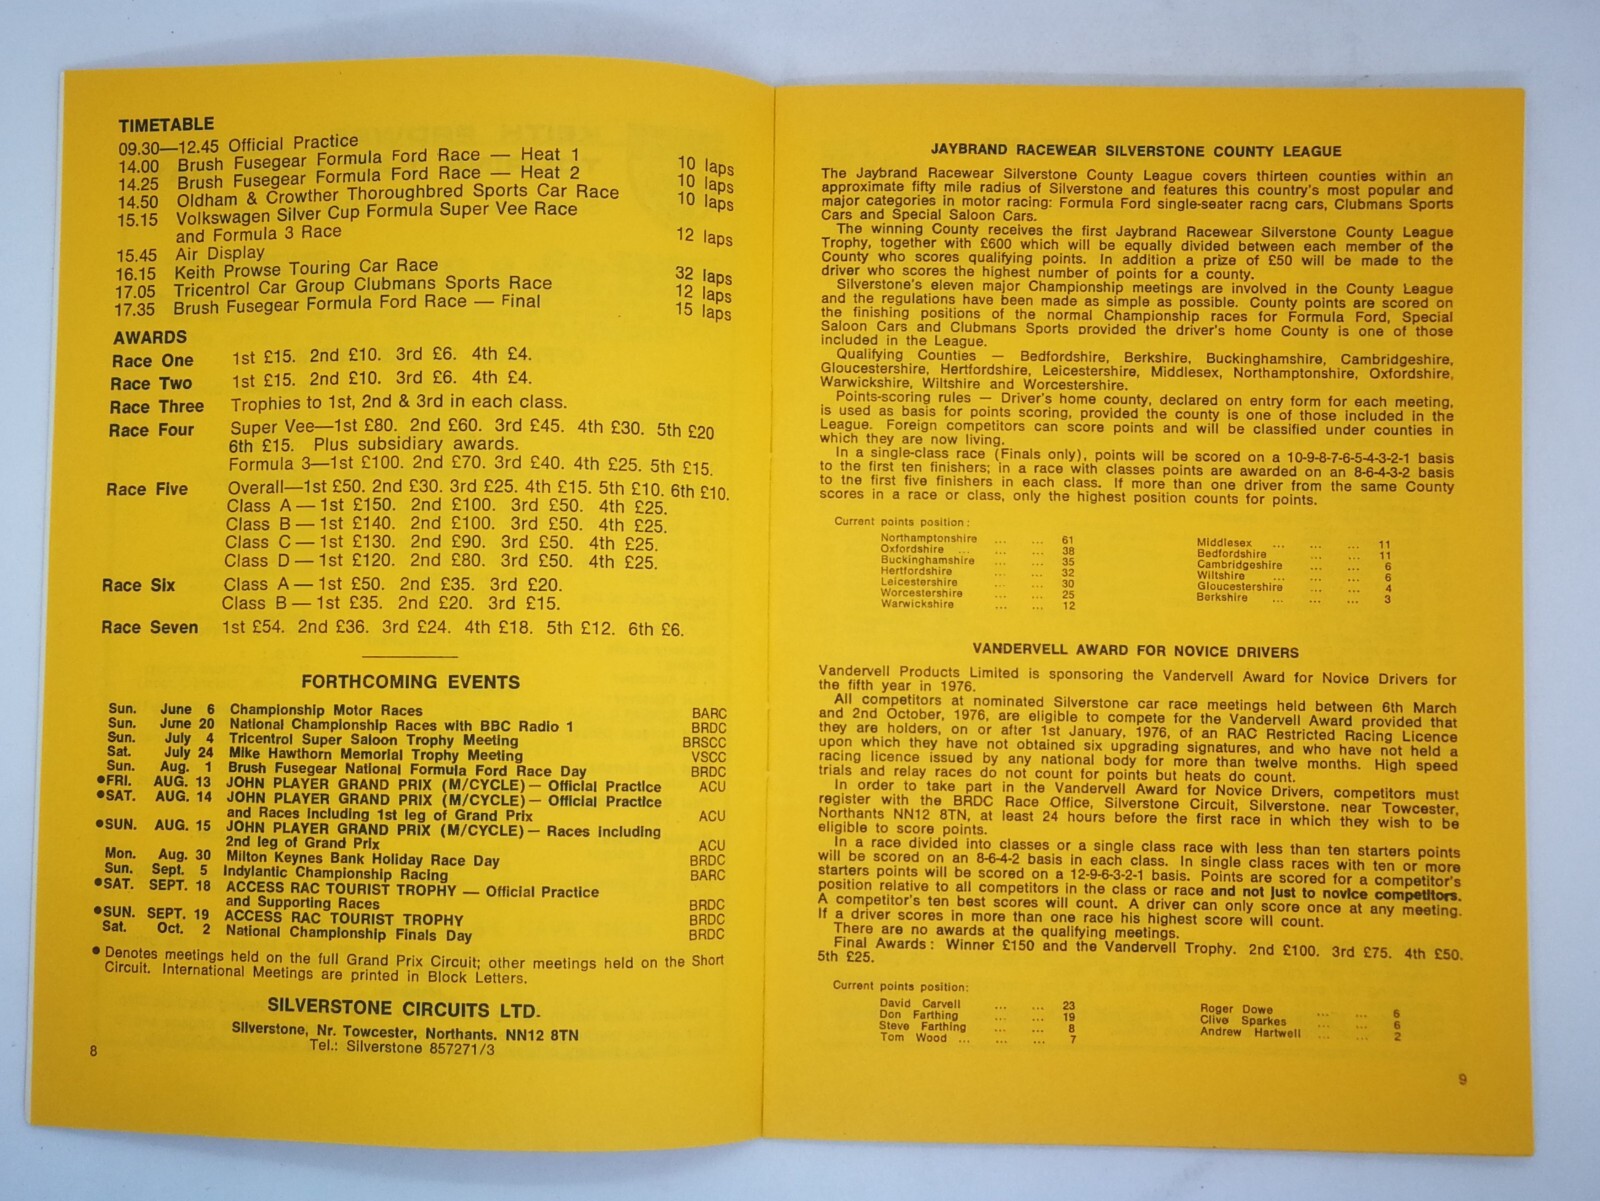 TIMETABLE
09.30—12.45 Official Practice
14.00 Brush Fusegear Formula Ford Race — Heat 1 10 laps
14.25 Brush Fusegear Formula Ford Race — Heat 2 10 laps
14.50 Oldham & Crowther Thoroughbred Sports Car Race 10 laps
15.15 Volkswagen Silver Cup Formula Super Vee Race
and Formula 3 Race 12 laps
15.45 Air Display
16.15 Keith Prowse Touring Car Race 32 laps
17.05 Tricentrol Car Group Clubmans Sports Race 12 laps
17.35 Brush Fusegear Formula Ford Race — Final 15 laps
AWARDS
Race One 1st £15. 2nd £10. 3rd £6. 4th £4.
Race Two 1st £15. 2nd £10. 3rd £6. 4th £4.
Race Three Trophies to 1st, 2nd & 3rd in each class.
Race Four Super Vee—1st £80. 2nd £60. 3rd £45. 4th £30. 5th £20
6th £15. Plus subsidiary awards.
Formula 3—1st £100. 2nd £70. 3rd £40. 4th £25. 5th £15.
Race Five Overall—1st £50. 2nd £30. 3rd £25. 4th £15. 5th £10. 6th £10.
Class A — 1st £150. 2nd £100. 3rd £50. 4th £25.
Class B — 1st £140. 2nd £100. 3rd £50. 4th £25.
Class C — 1st £130. 2nd £90. 3rd £50. 4th £25.
Class D — 1st £120. 2nd £80. 3rd £50. 4th £25.
Race Six Class A — 1st £50. 2nd £35. 3rd £20.
Class B — 1st £35. 2nd £20. 3rd £15.
Race Seven 1st £54. 2nd £36. 3rd £24. 4th £18. 5th £12. 6th £6.
FORTHCOMING EVENTS
Sun. June 6 Championship Motor Races BARC
Sun. June 20 National Championship Races with BBC Radio 1 BRDC
Sun. July 4 Tricentrol Super Saloon Trophy Meeting BRSCC
Sat. July 24 Mike Hawthorn Memorial Trophy Meeting VSCC
Sun. Aug. 1 Brush Fusegear National Formula Ford Race Day BRDC
•FRI. AUG. 13 JOHN PLAYER GRAND PRIX (M/CYCLE) — Official Practice ACU
•SAT. AUG. 14 JOHN PLAYER GRAND PRIX (M/CYCLE) — Official Practice
and Races including 1st leg of Grand Prix ACU
•SUN. AUG. 15 JOHN PLAYER GRAND PRIX (M/CYCLE) — Races including
2nd leg of Grand Prix ACU
Mon. Aug. 30 Milton Keynes Bank Holiday Race Day BRDC
Sun. Sept. 5 Indylantic Championship Racing BARC
•SAT. SEPT. 18 ACCESS RAC TOURIST TROPHY — Official Practice
and Supporting Races BRDC
•SUN. SEPT. 19 ACCESS RAC TOURIST TROPHY BRDC
Sat. Oct. 2 National Championship Finals Day BRDC
• Denotes meetings held on the full Grand Prix Circuit; other meetings held on the Short
Circuit. International Meetings are printed in Block Letters.
SILVERSTONE CIRCUITS LTD.
Silverstone, Nr. Towcester, Northants. NN12 8TN
Tel.: Silverstone 857271/3
8
JAYBRAND RACEWEAR SILVERSTONE COUNTY LEAGUE
The Jaybrand Racewear Silverstone County League covers thirteen counties within an
approximate fifty mile radius of Silverstone and features this country's most popular and
major categories in motor racing: Formula Ford single-seater racng cars, Clubmans Sports
Cars and Special Saloon Cars.
The winning County receives the first Jaybrand Racewear Silverstone County League
Trophy, together with £600 which will be equally divided between each member of the
County who scores qualifying points. In addition a prize of £50 will be made to the
driver who scores the highest number of points for a county.
Silverstone's eleven major Championship meetings are involved in the County League
and the regulations have been made as simple as possible. County points are scored on
the finishing positions of the normal Championship races for Formula Ford, Special
Saloon Cars and Clubmans Sports provided the driver's home County is one of those
included in the League.
Qualifying Counties — Bedfordshire, Berkshire, Buckinghamshire, Cambridgeshire,
Gloucestershire, Hertfordshire, Leicestershire, Middlesex, Northamptonshire, Oxfordshire,
Warwickshire, Wiltshire and Worcestershire.
Points-scoring rules — Driver's home county, declared on entry form for each meeting,
is used as basis for points scoring, provided the county is one of those included in the
League. Foreign competitors can score points and will be classified under counties in
which they are now living.
In a single-class race (Finals only), points will be scored on a 10-9-8-7-6-5-4-3-2-1 basis
to the first ten finishers; in a race with classes points are awarded on an 8-6-4-3-2 basis
to the first five finishers in each class. If more than one driver from the same County
scores in a race or class, only the highest position counts for points.
Current points position:
Northamptonshire ... ... 61
Oxfordshire ... ... 38
Buckinghamshire ... ... 35
Hertfordshire ... ... 32
Leicestershire ... ... 30
Worcestershire ... ... 25
Warwickshire ... ... 12
Middlesex ... ... ... 11
Bedfordshire ... ... 11
Cambridgeshire ... ... 6
Wiltshire ... ... ... 6
Gloucestershire ... ... 4
Berkshire ... ... ... 3
VANDERVELL AWARD FOR NOVICE DRIVERS
Vandervell Products Limited is sponsoring the Vandervell Award for Novice Drivers for
the fifth year in 1976.
All competitors at nominated Silverstone car race meetings held between 6th March
and 2nd October, 1976, are eligible to compete for the Vandervell Award provided that
they are holders, on or after 1st January, 1976, of an RAC Restricted Racing Licence
upon which they have not obtained six upgrading signatures, and who have not held a
racing licence issued by any national body for more than twelve months. High speed
trials and relay races do not count for points but heats do count.
In order to take part in the Vandervell Award for Novice Drivers, competitors must
register with the BRDC Race Office, Silverstone Circuit, Silverstone. near Towcester,
Northants NN12 8TN, at least 24 hours before the first race in which they wish to be
eligible to score points.
In a race divided into classes or a single class race with less than ten starters points
will be scored on an 8-6-4-2 basis in each class. In single class races with ten or more
starters points will be scored on a 12-9-6-3-2-1 basis. Points are scored for a competitor's
position relative to all competitors in the class or race and not just to novice competitors.
A competitor's ten best scores will count. A driver can only score once at any meeting.
If a driver scores in more than one race his highest score will count.
There are no awards at the qualifying meetings.
Final Awards: Winner £150 and the Vandervell Trophy. 2nd £100. 3rd £75. 4th £50.
5th £25.
Current points position:
David Carvell ... ... 23
Don Farthing ... ... 19
Steve Farthing ... ... 8
Tom Wood ... ... ... 7
Roger Dowe ... ... 6
Clive Sparkes ... ... 6
Andrew Hartwell ... ... 2
9